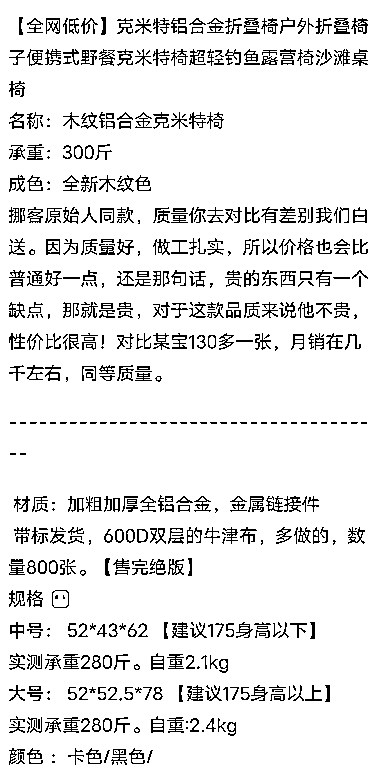 【全网低价】克米特铝合金折叠椅户外折叠椅
子便携式野餐克米特椅超轻钓鱼露营椅沙滩桌
椅
名称：木纹铝合金克米特椅
承重：300斤
成色：全新木纹色
挪客原始人同款，质量你去对比有差别我们白
送。因为质量好，做工扎实，所以价格也会比
普通好一点，还是那句话，贵的东西只有一个
缺点，那就是贵，对于这款品质来说他不贵，
性价比很高！对比某宝130多一张，月销在几
千左右，同等质量。
------------------------------------
--
材质：加粗加厚全铝合金，金属链接件
带标发货，600D双层的牛津布，多做的，数
量800张。【售完绝版】
规格
中号： 52*43*62 【建议175身高以下】
实测承重280斤。自重2.1kg
大号： 52*52.5*78 【建议175身高以上】
实测承重280斤。自重:2.4kg
颜色：卡色/黑色/